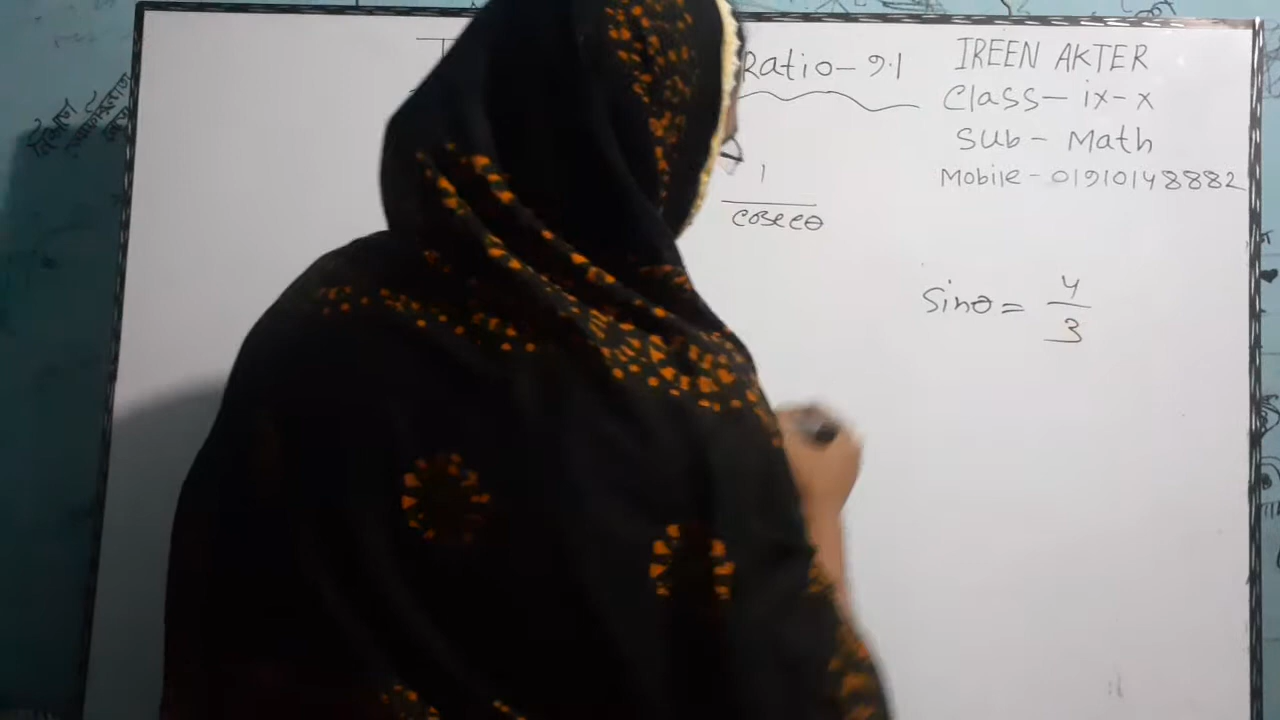 Ratio - 9.1
IREEN AKTER
Class - ix - x
Sub - Math
Mobile - 01910148882
1
cosecθ
sinθ = 4/3